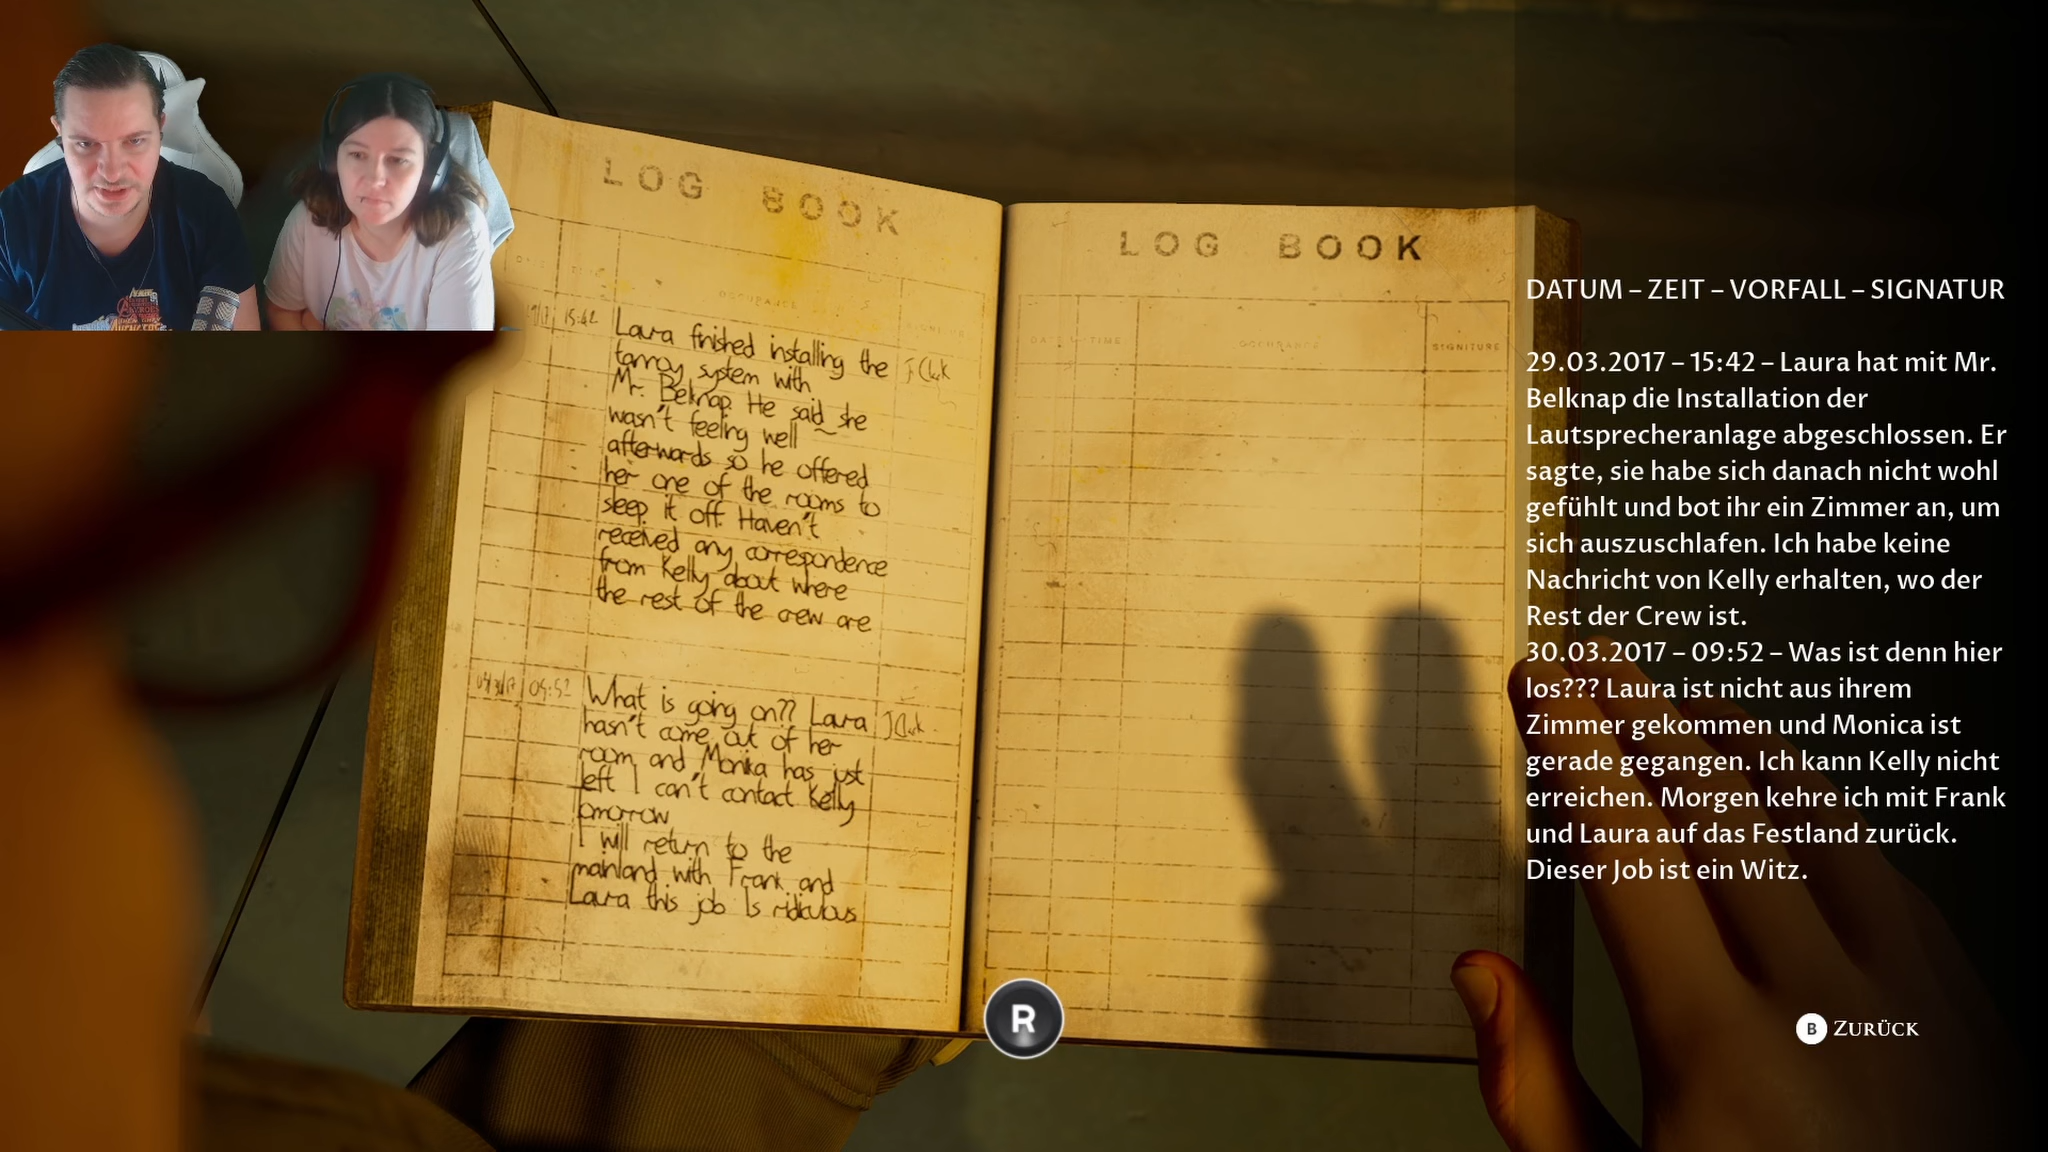 LOG BOOK
OCCURANCE
15:42
Laura finished installing the
tannoy system with
Mr. Belknap. He said she
wasn't feeling well
afterwards so he offered
her one of the rooms to
sleep it off. Haven't
received any correspondence
from Kelly about where
the rest of the crew are
09:52
What is going on?? Laura
hasn't come out of her
room and Monika has just
left I can't contact Kelly
tomorrow
I will return to the
mainland with Frank and
Laura this job is ridiculous
LOG BOOK
TIME OCCURANCE SIGNITURE
DATUM – ZEIT – VORFALL – SIGNATUR
29.03.2017 – 15:42 – Laura hat mit Mr.
Belknap die Installation der
Lautsprecheranlage abgeschlossen. Er
sagte, sie habe sich danach nicht wohl
gefühlt und bot ihr ein Zimmer an, um
sich auszuschlafen. Ich habe keine
Nachricht von Kelly erhalten, wo der
Rest der Crew ist.
30.03.2017 – 09:52 – Was ist denn hier
los??? Laura ist nicht aus ihrem
Zimmer gekommen und Monica ist
gerade gegangen. Ich kann Kelly nicht
erreichen. Morgen kehre ich mit Frank
und Laura auf das Festland zurück.
Dieser Job ist ein Witz.
R
B ZURÜCK